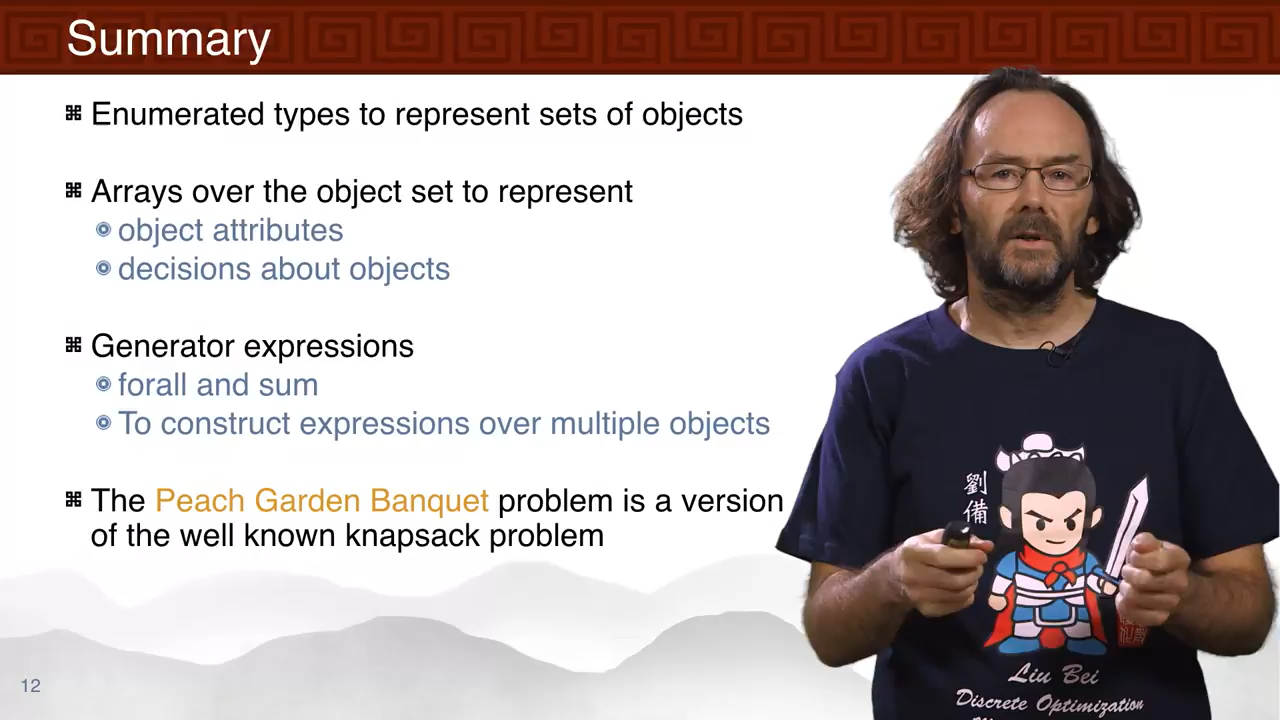 Summary
Enumerated types to represent sets of objects
Arrays over the object set to represent
object attributes
decisions about objects
Generator expressions
forall and sum
To construct expressions over multiple objects
The Peach Garden Banquet problem is a version
of the well known knapsack problem
劉
備
Liu Bei
Discrete Optimization
12